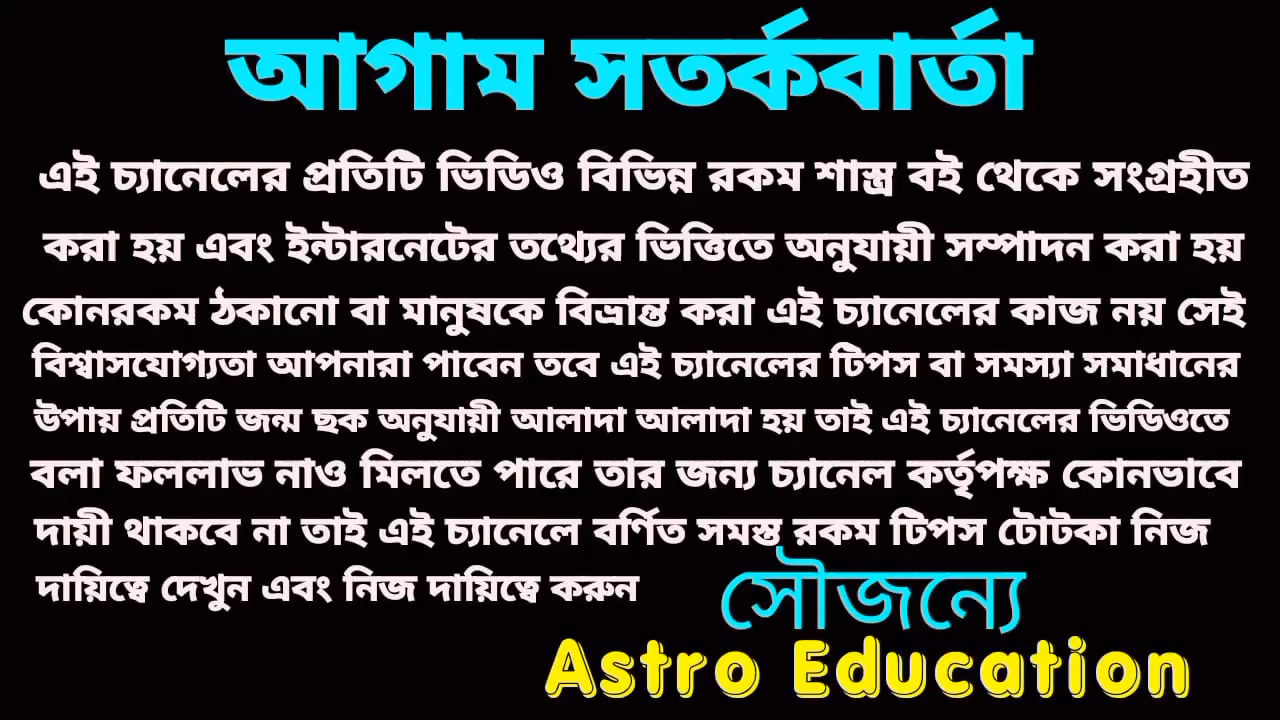 আগাম সতর্কবার্তা
এই চ্যানেলের প্রতিটি ভিডিও বিভিন্ন রকম শাস্ত্র বই থেকে সংগ্রহীত
করা হয় এবং ইন্টারনেটের তথ্যের ভিত্তিতে অনুযায়ী সম্পাদন করা হয়
কোনরকম ঠকানো বা মানুষকে বিভ্রান্ত করা এই চ্যানেলের কাজ নয় সেই
বিশ্বাসযোগ্যতা আপনারা পাবেন তবে এই চ্যানেলের টিপস বা সমস্যা সমাধানের
উপায় প্রতিটি জন্ম ছক অনুযায়ী আলাদা আলাদা হয় তাই এই চ্যানেলের ভিডিওতে
বলা ফললাভ নাও মিলতে পারে তার জন্য চ্যানেল কর্তৃপক্ষ কোনভাবে
দায়ী থাকবে না তাই এই চ্যানেলে বর্ণিত সমস্ত রকম টিপস টোটকা নিজ
দায়িত্বে দেখুন এবং নিজ দায়িত্বে করুন
সৌজন্যে
Astro Education